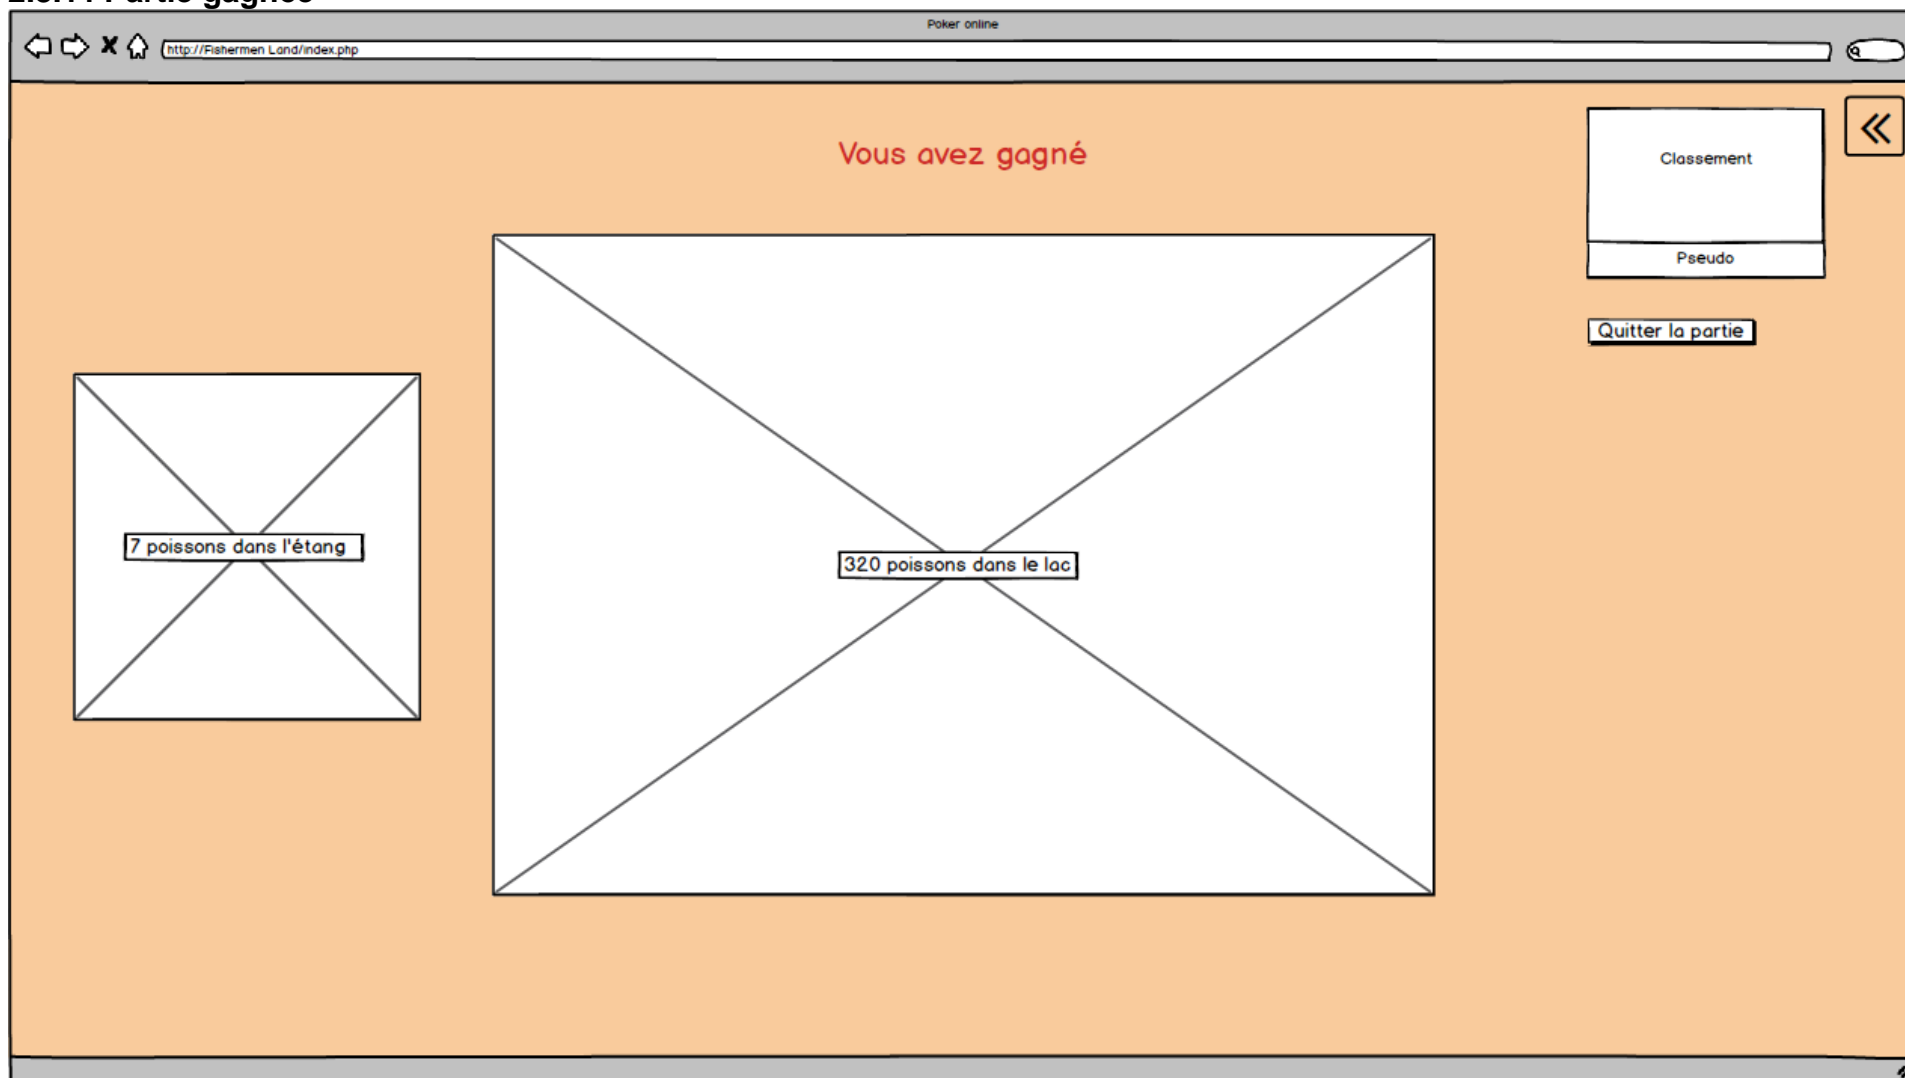 Poker online
http://Fishermen Land/index.php
Vous avez gagné
Classement
Pseudo
Quitter la partie
7 poissons dans l'étang
320 poissons dans le lac